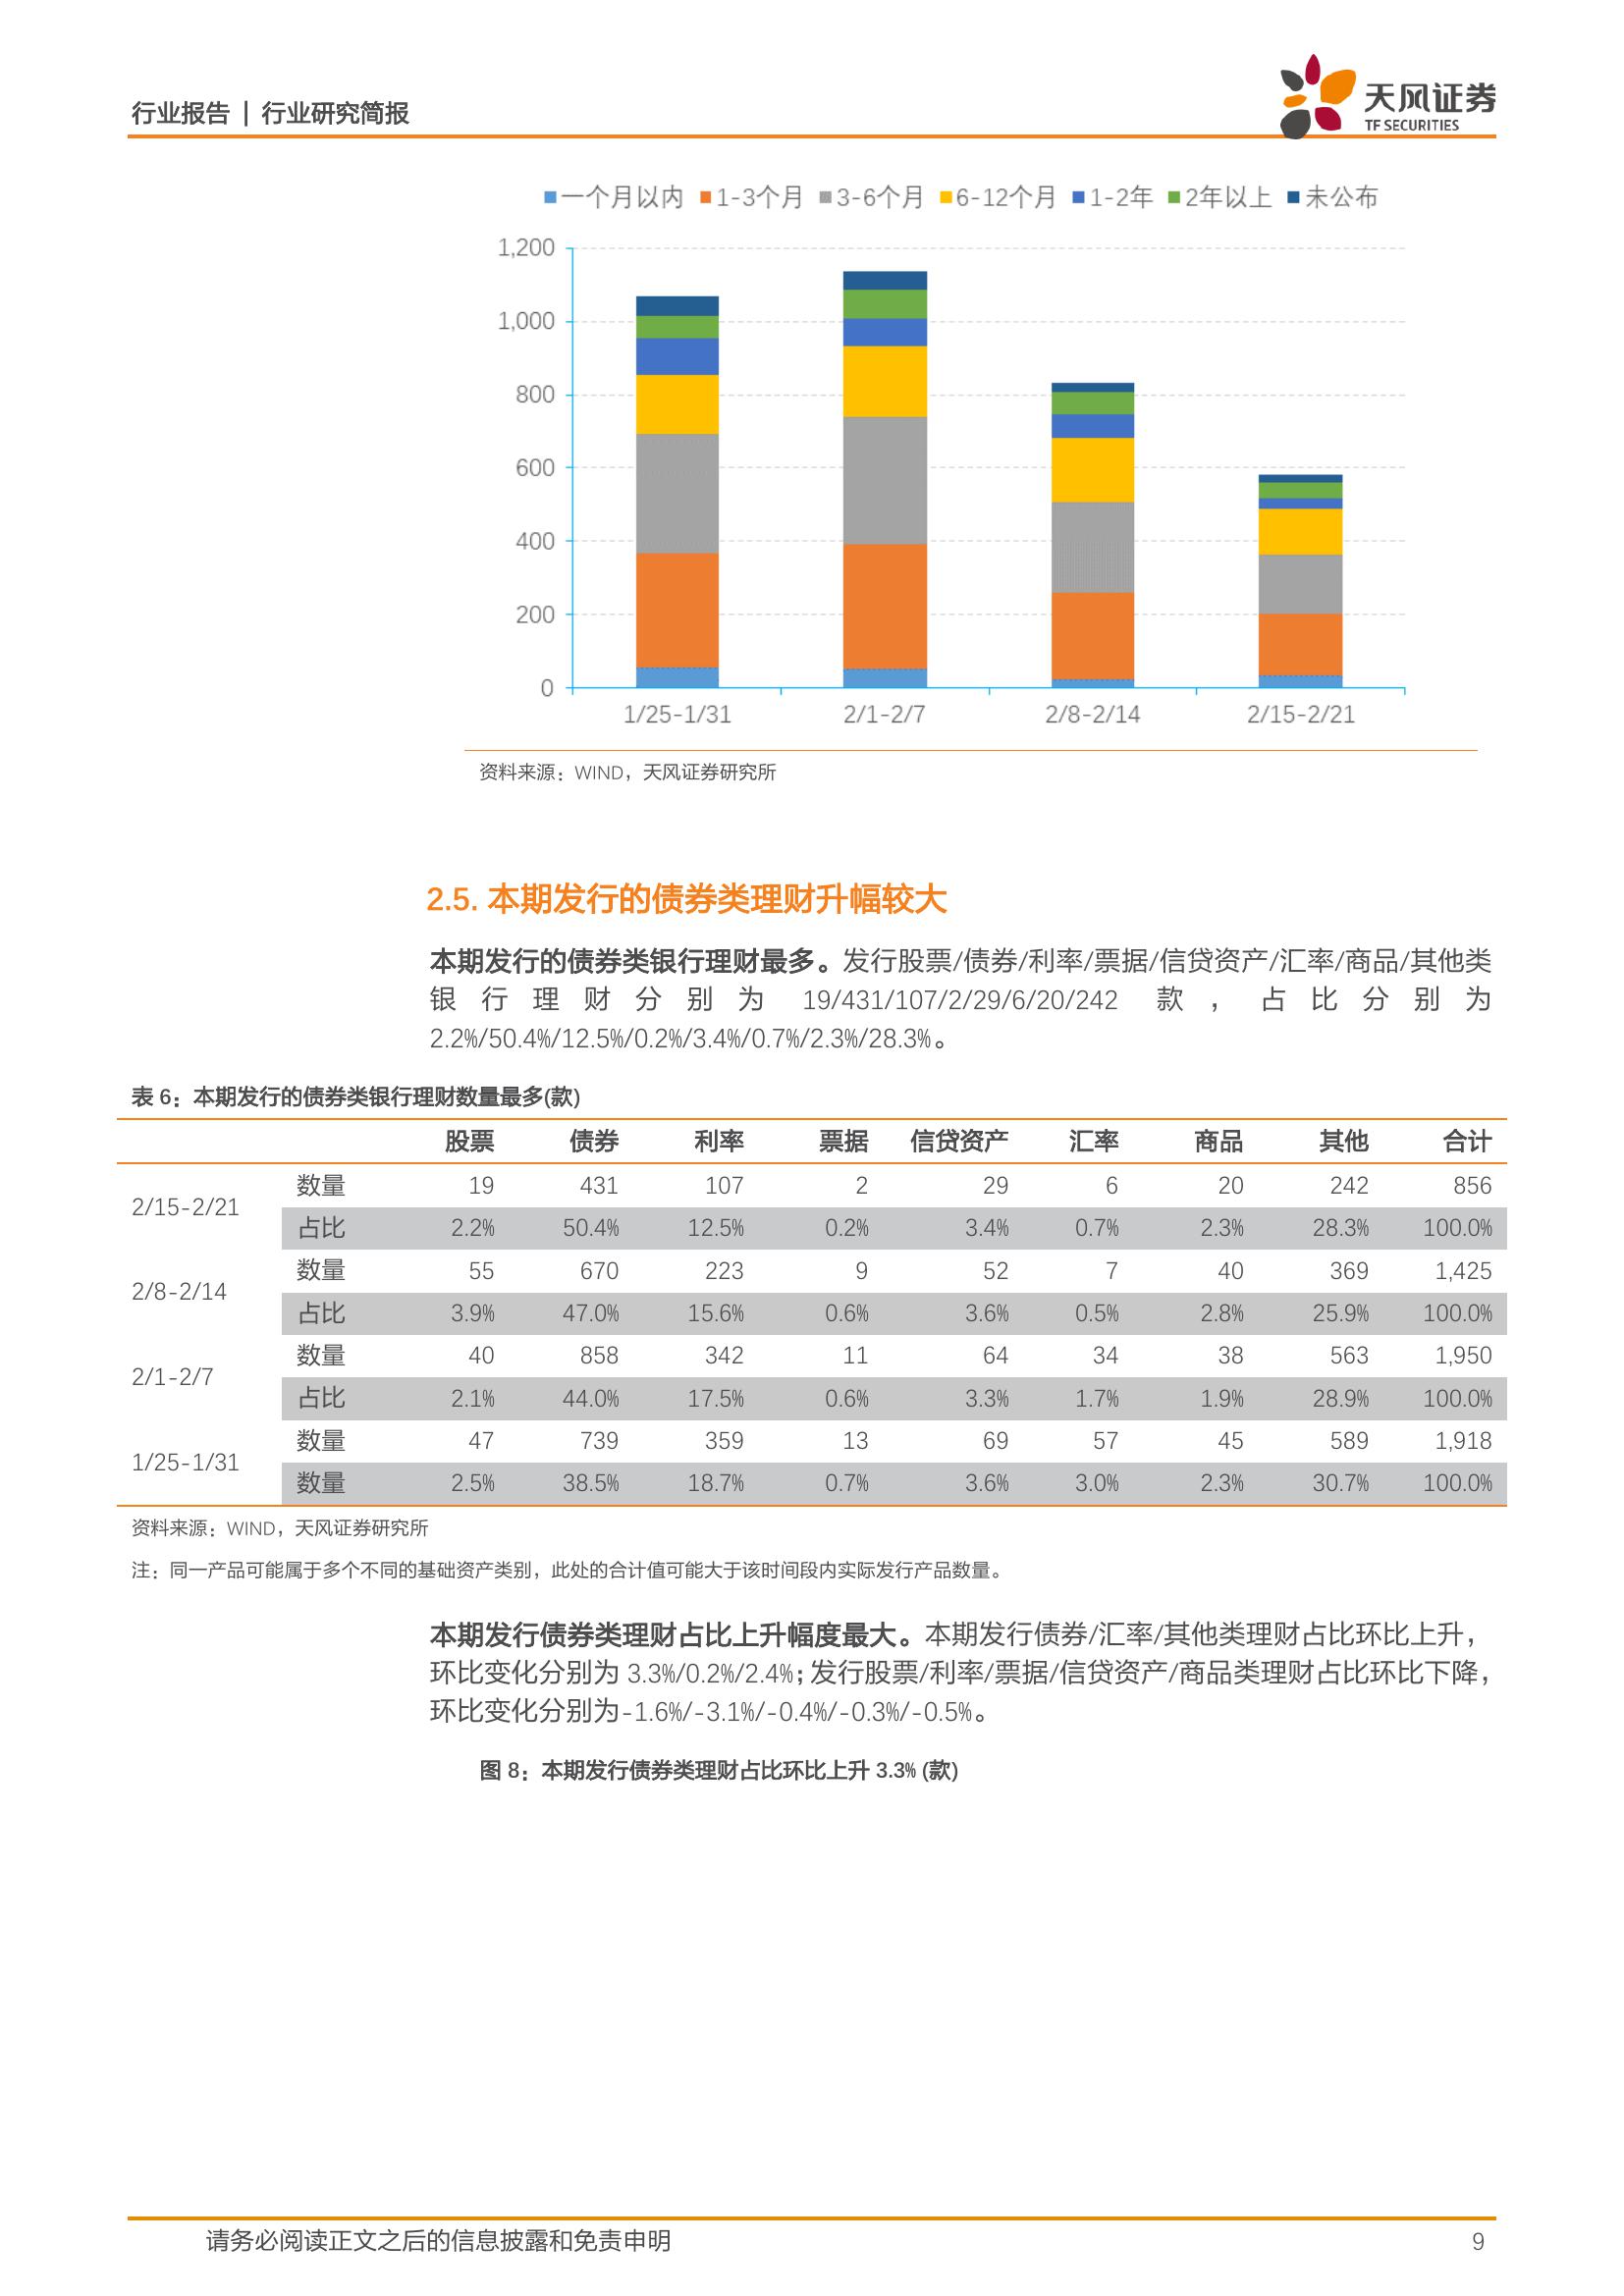 行业报告 | 行业研究简报
天风证券
TF SECURITIES
一个月以内 1-3个月 3-6个月 6-12个月 1-2年 2年以上 未公布
1,200
1,000
800
600
400
200
0
1/25-1/31 2/1-2/7 2/8-2/14 2/15-2/21
资料来源：WIND，天风证券研究所
2.5. 本期发行的债券类理财升幅较大
本期发行的债券类银行理财最多。发行股票/债券/利率/票据/信贷资产/汇率/商品/其他类
银行理财分别为 19/431/107/2/29/6/20/242 款，占比分别为
2.2%/50.4%/12.5%/0.2%/3.4%/0.7%/2.3%/28.3%。
表 6：本期发行的债券类银行理财数量最多(款)
股票 债券 利率 票据 信贷资产 汇率 商品 其他 合计
2/15-2/21 数量 19 431 107 2 29 6 20 242 856
占比 2.2% 50.4% 12.5% 0.2% 3.4% 0.7% 2.3% 28.3% 100.0%
2/8-2/14 数量 55 670 223 9 52 7 40 369 1,425
占比 3.9% 47.0% 15.6% 0.6% 3.6% 0.5% 2.8% 25.9% 100.0%
2/1-2/7 数量 40 858 342 11 64 34 38 563 1,950
占比 2.1% 44.0% 17.5% 0.6% 3.3% 1.7% 1.9% 28.9% 100.0%
1/25-1/31 数量 47 739 359 13 69 57 45 589 1,918
数量 2.5% 38.5% 18.7% 0.7% 3.6% 3.0% 2.3% 30.7% 100.0%
资料来源：WIND，天风证券研究所
注：同一产品可能属于多个不同的基础资产类别，此处的合计值可能大于该时间段内实际发行产品数量。
本期发行债券类理财占比上升幅度最大。本期发行债券/汇率/其他类理财占比环比上升，
环比变化分别为 3.3%/0.2%/2.4%；发行股票/利率/票据/信贷资产/商品类理财占比环比下降，
环比变化分别为-1.6%/-3.1%/-0.4%/-0.3%/-0.5%。
图 8：本期发行债券类理财占比环比上升 3.3% (款)
请务必阅读正文之后的信息披露和免责申明 9